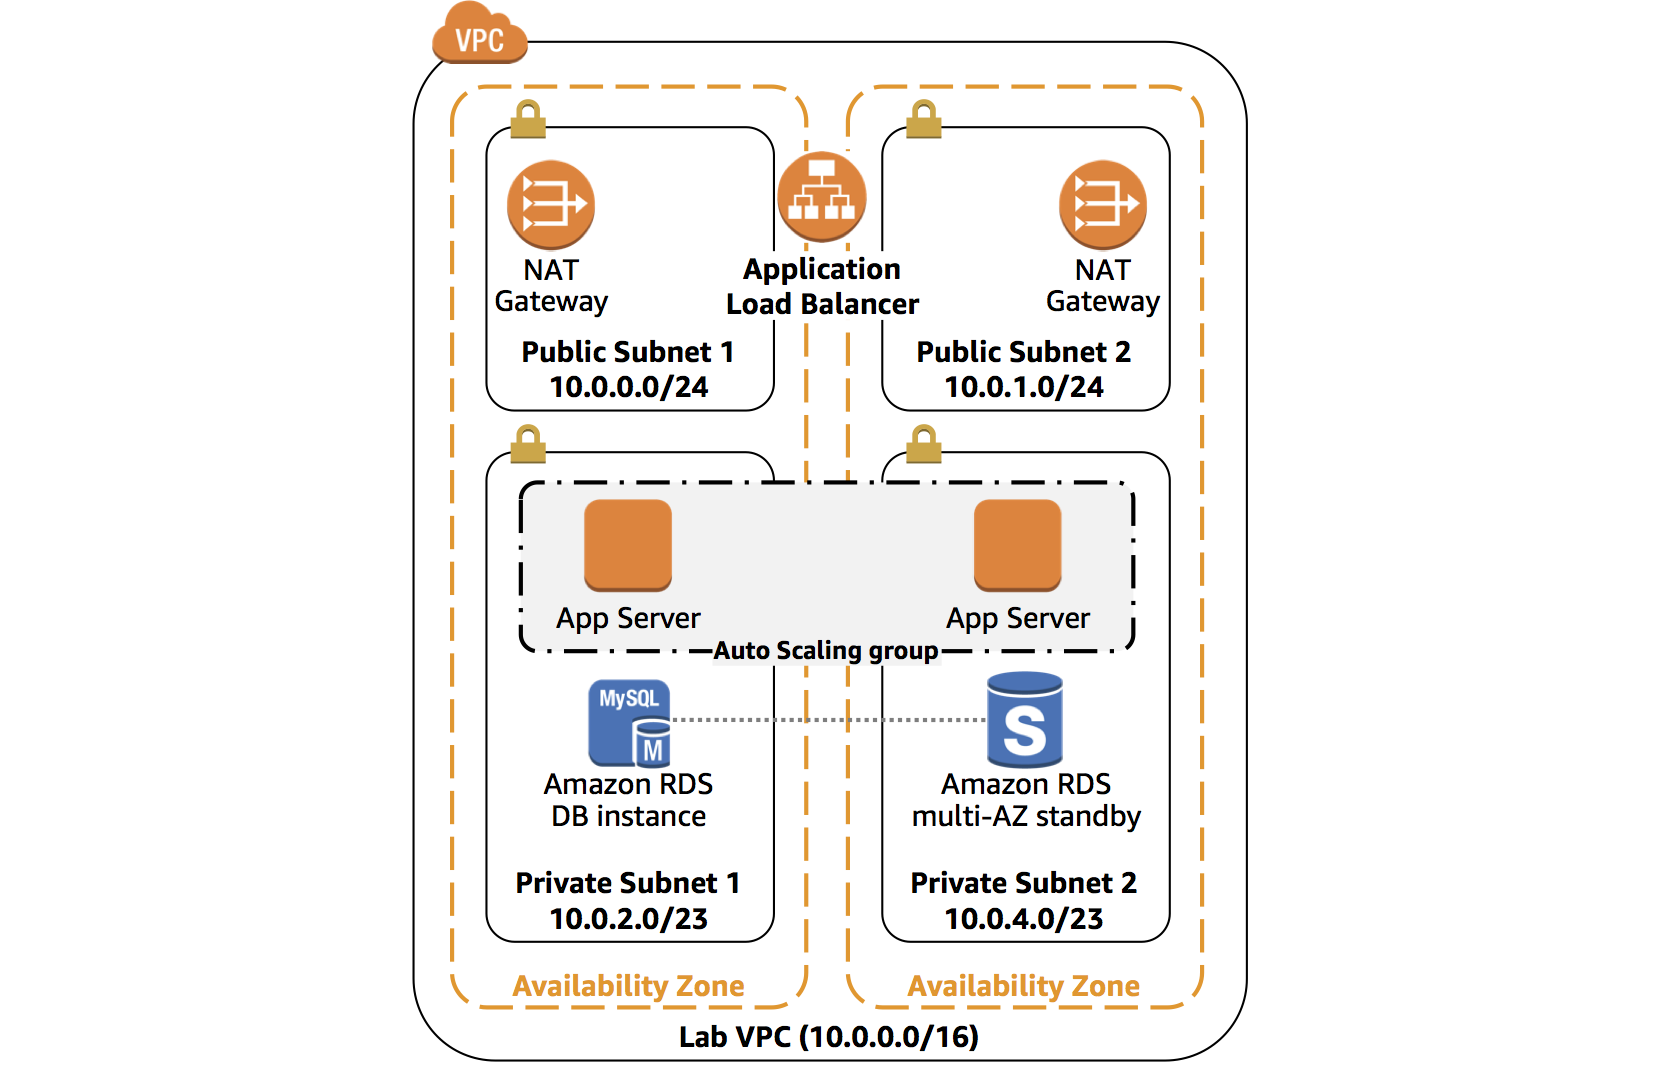 VPC
NAT
Gateway
Public Subnet 1
10.0.0.0/24
Application
Load Balancer
NAT
Gateway
Public Subnet 2
10.0.1.0/24
App Server
App Server
Auto Scaling group
MySQL
M
Amazon RDS
DB instance
S
Amazon RDS
multi-AZ standby
Private Subnet 1
10.0.2.0/23
Private Subnet 2
10.0.4.0/23
Availability Zone
Availability Zone
Lab VPC (10.0.0.0/16)